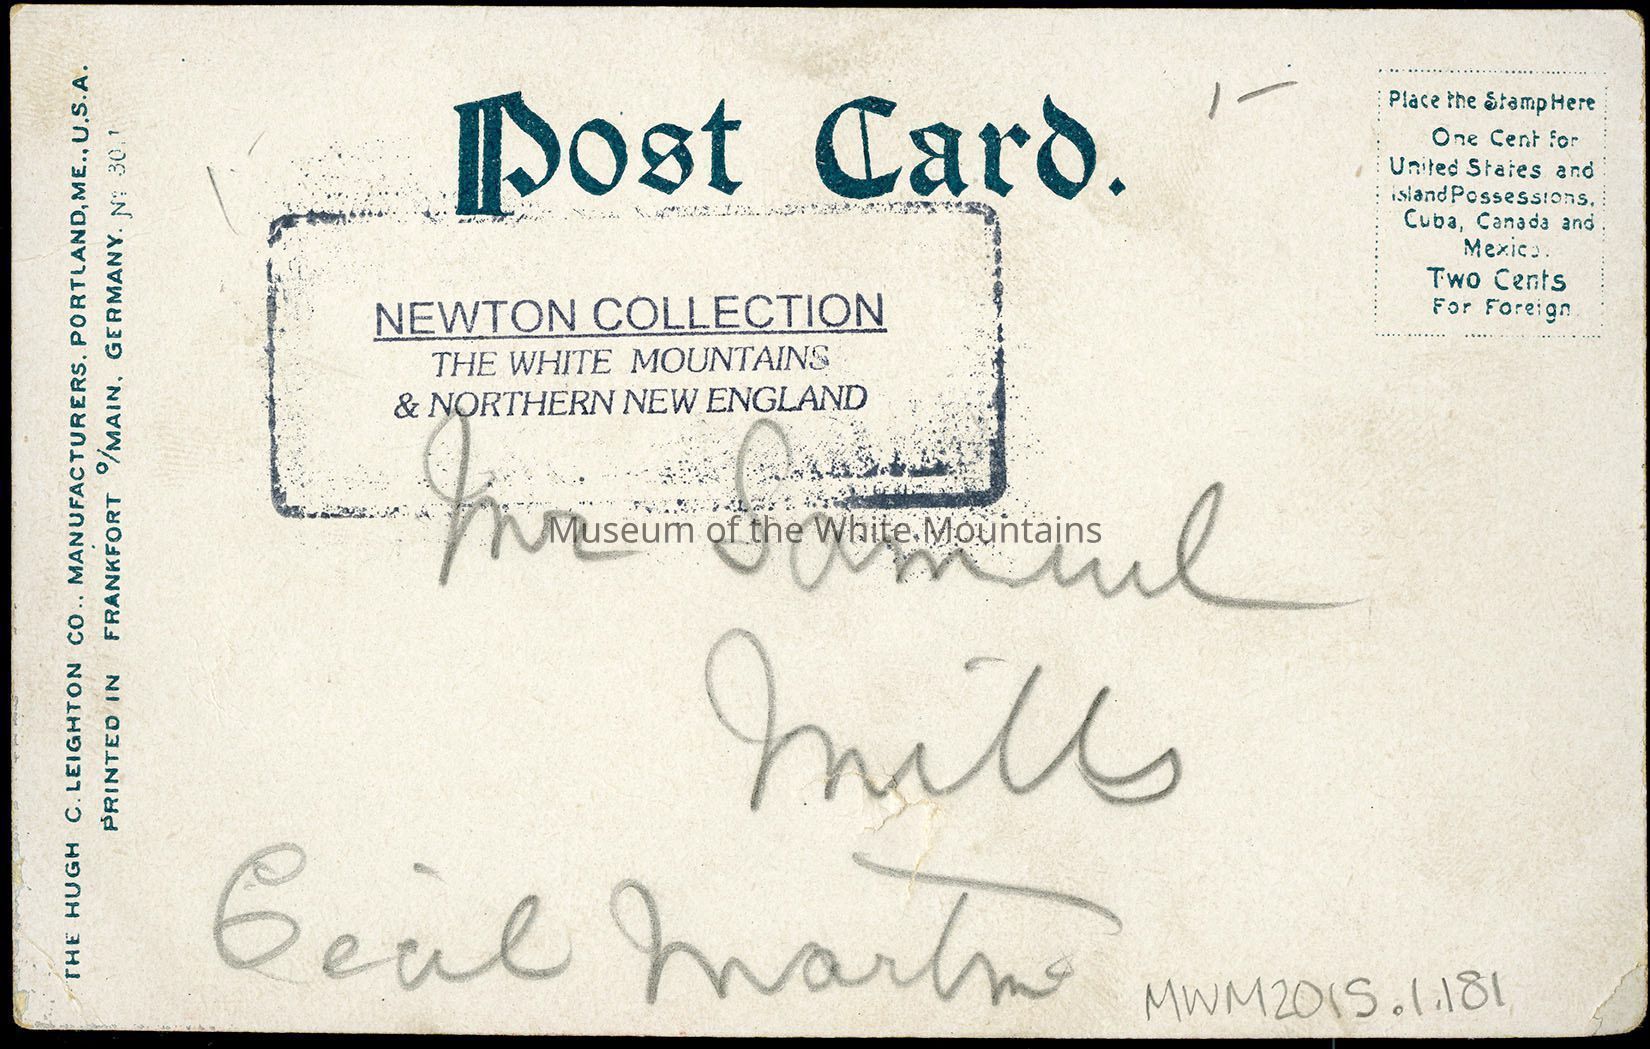 Post Card.
Place the Stamp Here
One Cent for
United States and
Island Possessions,
Cuba, Canada and
Mexico.
Two Cents
For Foreign
THE HUGH C. LEIGHTON CO., MANUFACTURERS, PORTLAND, ME., U.S.A.
PRINTED IN FRANKFORT O/MAIN, GERMANY. No
NEWTON COLLECTION
THE WHITE MOUNTAINS
& NORTHERN NEW ENGLAND
Museum of the White Mountains
Mr Samuel
Mills
Cecil Martin
MWM2015.1.181